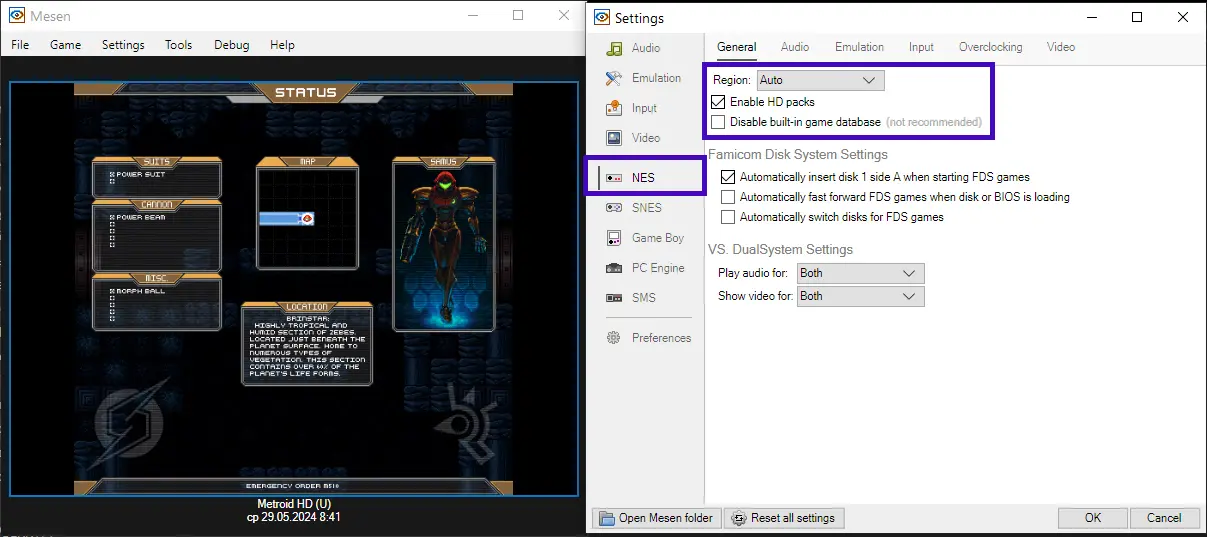 Mesen
File Game Settings Tools Debug Help
STATUS
SUITS
POWER SUIT
CANNON
POWER BEAM
MISC
MORPH BALL
MAP
LOCATION
BRINSTAR:
HIGHLY TROPICAL AND
HUMID SECTION OF ZEBES.
LOCATED JUST BENEATH THE
PLANET SURFACE. HOME TO
NUMEROUS TYPES OF
VEGETATION. THIS SECTION
CONTAINS OVER 60% OF THE
PLANET'S LIFE FORMS.
SAMUS
EMERGENCY ORDER M510
Metroid HD (U)
ср 29.05.2024 8:41
Settings
Audio
Emulation
Input
Video
NES
SNES
Game Boy
PC Engine
SMS
Preferences
General Audio Emulation Input Overclocking Video
Region: Auto
Enable HD packs
Disable built-in game database (not recommended)
Famicom Disk System Settings
Automatically insert disk 1 side A when starting FDS games
Automatically fast forward FDS games when disk or BIOS is loading
Automatically switch disks for FDS games
VS. DualSystem Settings
Play audio for: Both
Show video for: Both
Open Mesen folder Reset all settings OK Cancel